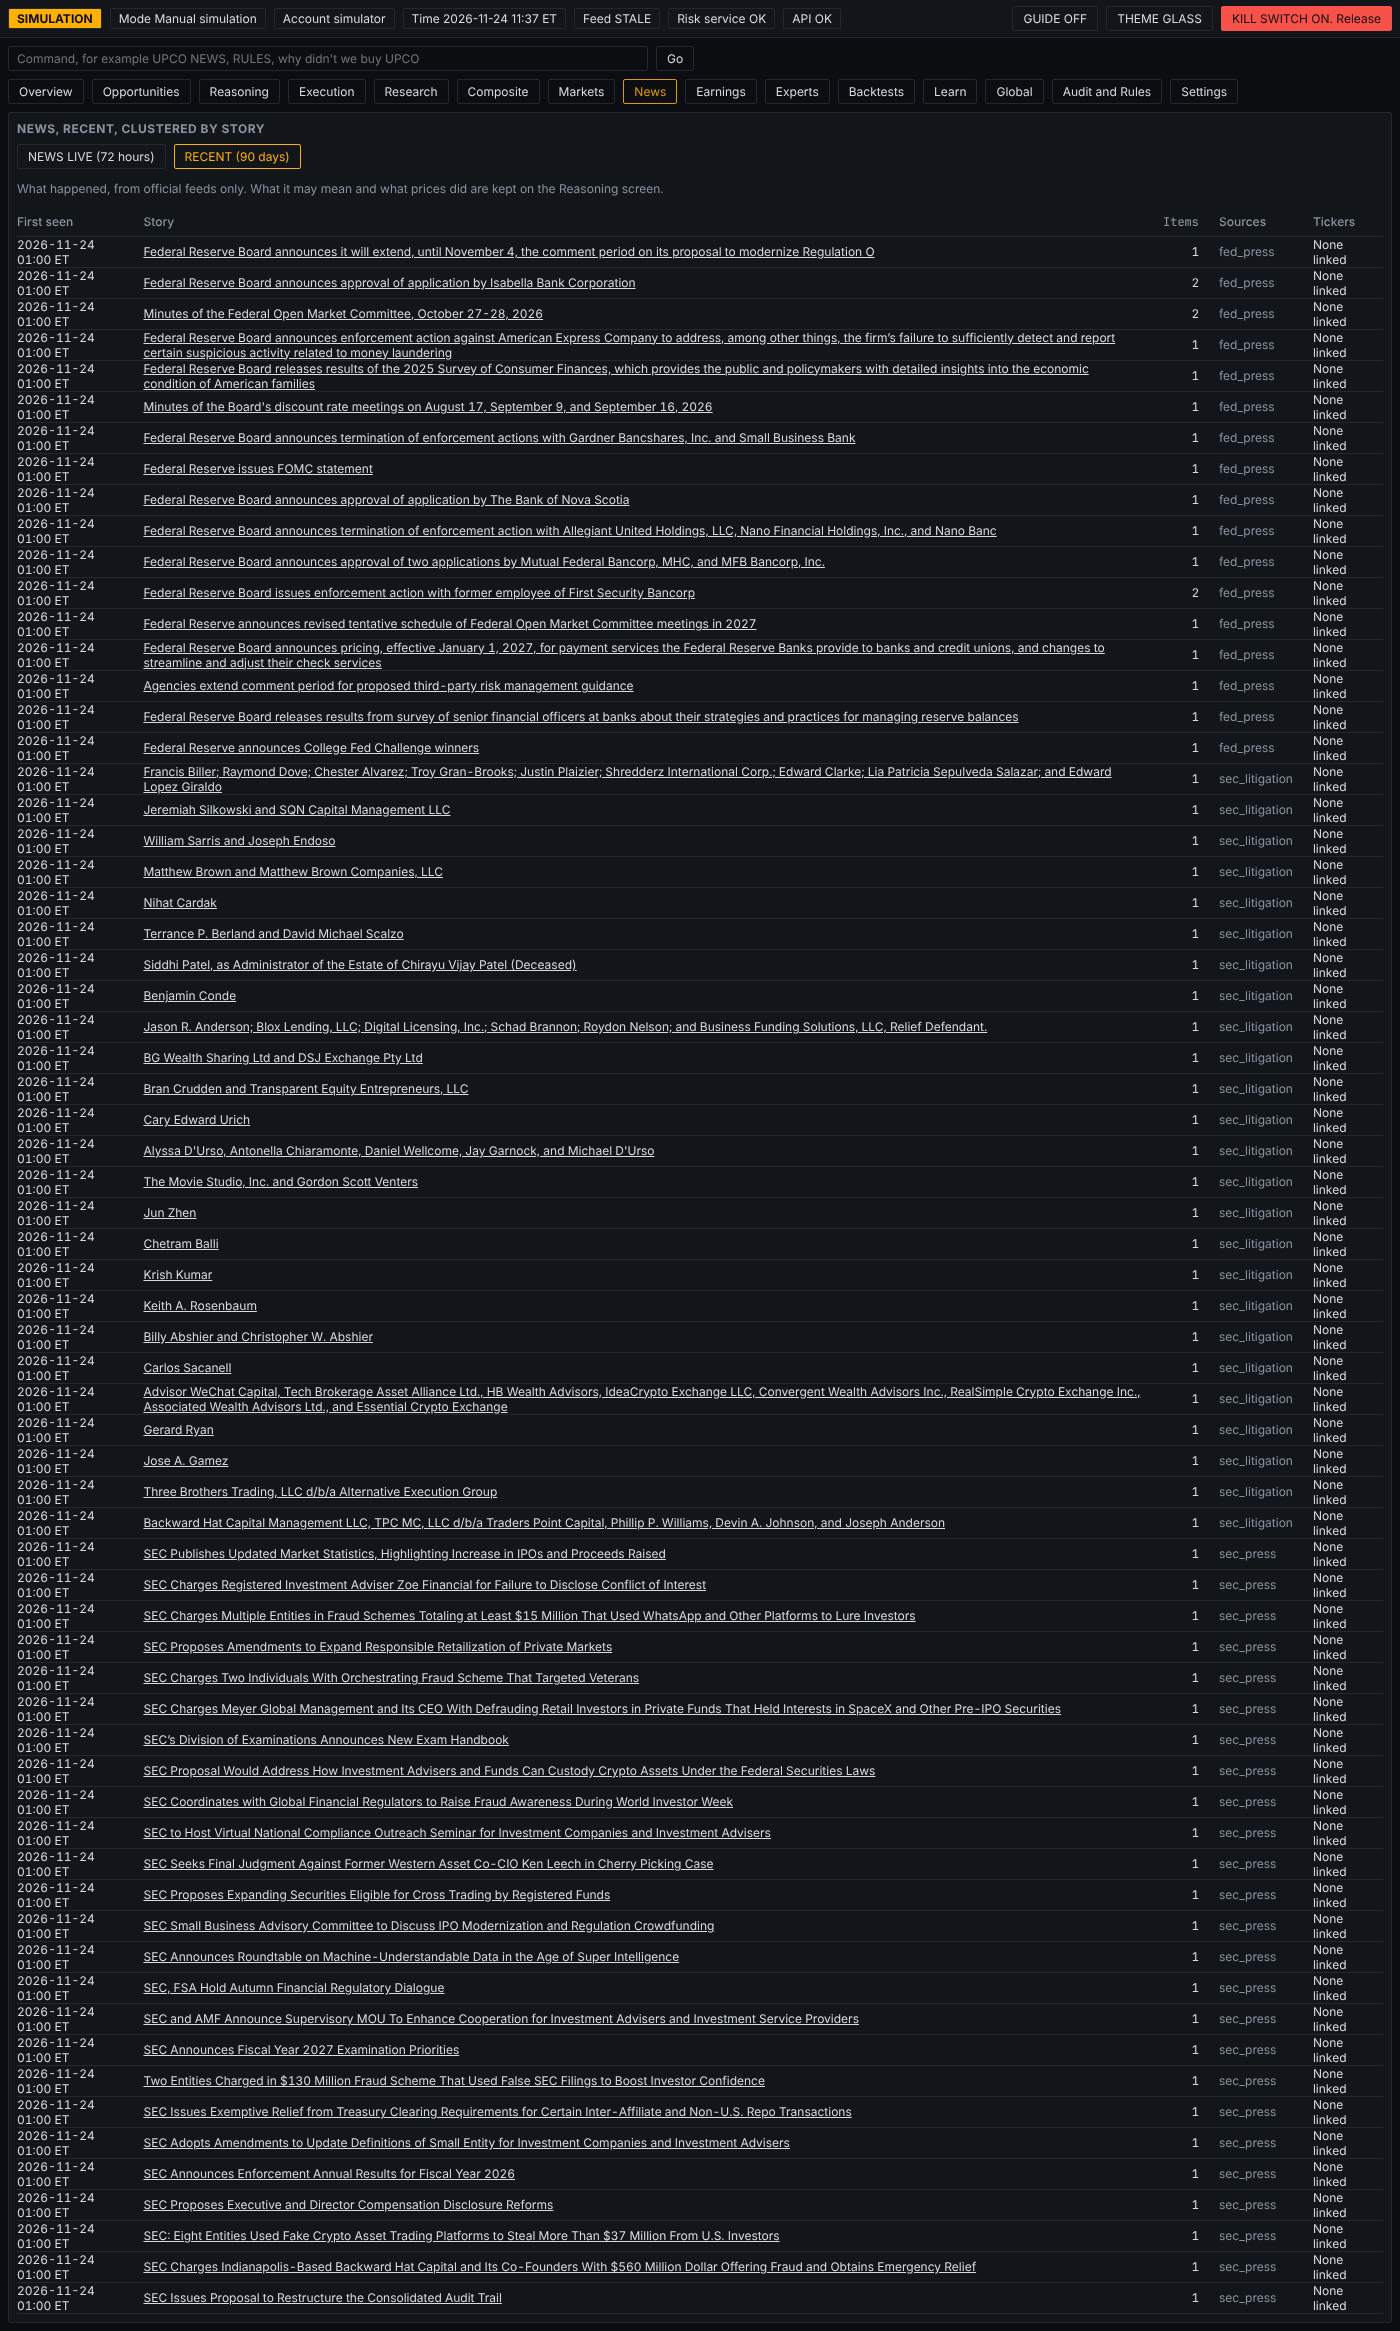 SIMULATION Mode Manual simulation Account simulator Time 2026-11-24 11:37 ET Feed STALE Risk service OK API OK GUIDE OFF THEME GLASS KILL SWITCH ON. Release
Command, for example UPCO NEWS, RULES, why didn't we buy UPCO Go
Overview Opportunities Reasoning Execution Research Composite Markets News Earnings Experts Backtests Learn Global Audit and Rules Settings
NEWS, RECENT, CLUSTERED BY STORY
NEWS LIVE (72 hours) RECENT (90 days)
What happened, from official feeds only. What it may mean and what prices did are kept on the Reasoning screen.
First seen Story Items Sources Tickers
2026-11-24 01:00 ET Federal Reserve Board announces it will extend, until November 4, the comment period on its proposal to modernize Regulation O 1 fed_press None linked
2026-11-24 01:00 ET Federal Reserve Board announces approval of application by Isabella Bank Corporation 2 fed_press None linked
2026-11-24 01:00 ET Minutes of the Federal Open Market Committee, October 27-28, 2026 2 fed_press None linked
2026-11-24 01:00 ET Federal Reserve Board announces enforcement action against American Express Company to address, among other things, the firm's failure to sufficiently detect and report certain suspicious activity related to money laundering 1 fed_press None linked
2026-11-24 01:00 ET Federal Reserve Board releases results of the 2025 Survey of Consumer Finances, which provides the public and policymakers with detailed insights into the economic condition of American families 1 fed_press None linked
2026-11-24 01:00 ET Minutes of the Board's discount rate meetings on August 17, September 9, and September 16, 2026 1 fed_press None linked
2026-11-24 01:00 ET Federal Reserve Board announces termination of enforcement actions with Gardner Bancshares, Inc. and Small Business Bank 1 fed_press None linked
2026-11-24 01:00 ET Federal Reserve issues FOMC statement 1 fed_press None linked
2026-11-24 01:00 ET Federal Reserve Board announces approval of application by The Bank of Nova Scotia 1 fed_press None linked
2026-11-24 01:00 ET Federal Reserve Board announces termination of enforcement action with Allegiant United Holdings, LLC, Nano Financial Holdings, Inc., and Nano Banc 1 fed_press None linked
2026-11-24 01:00 ET Federal Reserve Board announces approval of two applications by Mutual Federal Bancorp, MHC, and MFB Bancorp, Inc. 1 fed_press None linked
2026-11-24 01:00 ET Federal Reserve Board issues enforcement action with former employee of First Security Bancorp 2 fed_press None linked
2026-11-24 01:00 ET Federal Reserve announces revised tentative schedule of Federal Open Market Committee meetings in 2027 1 fed_press None linked
2026-11-24 01:00 ET Federal Reserve Board announces pricing, effective January 1, 2027, for payment services the Federal Reserve Banks provide to banks and credit unions, and changes to streamline and adjust their check services 1 fed_press None linked
2026-11-24 01:00 ET Agencies extend comment period for proposed third-party risk management guidance 1 fed_press None linked
2026-11-24 01:00 ET Federal Reserve Board releases results from survey of senior financial officers at banks about their strategies and practices for managing reserve balances 1 fed_press None linked
2026-11-24 01:00 ET Federal Reserve announces College Fed Challenge winners 1 fed_press None linked
2026-11-24 01:00 ET Francis Biller; Raymond Dove; Chester Alvarez; Troy Gran-Brooks; Justin Plaizier; Shredderz International Corp.; Edward Clarke; Lia Patricia Sepulveda Salazar; and Edward Lopez Giraldo 1 sec_litigation None linked
2026-11-24 01:00 ET Jeremiah Silkowski and SQN Capital Management LLC 1 sec_litigation None linked
2026-11-24 01:00 ET William Sarris and Joseph Endoso 1 sec_litigation None linked
2026-11-24 01:00 ET Matthew Brown and Matthew Brown Companies, LLC 1 sec_litigation None linked
2026-11-24 01:00 ET Nihat Cardak 1 sec_litigation None linked
2026-11-24 01:00 ET Terrance P. Berland and David Michael Scalzo 1 sec_litigation None linked
2026-11-24 01:00 ET Siddhi Patel, as Administrator of the Estate of Chirayu Vijay Patel (Deceased) 1 sec_litigation None linked
2026-11-24 01:00 ET Benjamin Conde 1 sec_litigation None linked
2026-11-24 01:00 ET Jason R. Anderson; Blox Lending, LLC; Digital Licensing, Inc.; Schad Brannon; Roydon Nelson; and Business Funding Solutions, LLC, Relief Defendant. 1 sec_litigation None linked
2026-11-24 01:00 ET BG Wealth Sharing Ltd and DSJ Exchange Pty Ltd 1 sec_litigation None linked
2026-11-24 01:00 ET Bran Crudden and Transparent Equity Entrepreneurs, LLC 1 sec_litigation None linked
2026-11-24 01:00 ET Cary Edward Urich 1 sec_litigation None linked
2026-11-24 01:00 ET Alyssa D'Urso, Antonella Chiaramonte, Daniel Wellcome, Jay Garnock, and Michael D'Urso 1 sec_litigation None linked
2026-11-24 01:00 ET The Movie Studio, Inc. and Gordon Scott Venters 1 sec_litigation None linked
2026-11-24 01:00 ET Jun Zhen 1 sec_litigation None linked
2026-11-24 01:00 ET Chetram Balli 1 sec_litigation None linked
2026-11-24 01:00 ET Krish Kumar 1 sec_litigation None linked
2026-11-24 01:00 ET Keith A. Rosenbaum 1 sec_litigation None linked
2026-11-24 01:00 ET Billy Abshier and Christopher W. Abshier 1 sec_litigation None linked
2026-11-24 01:00 ET Carlos Sacanell 1 sec_litigation None linked
2026-11-24 01:00 ET Advisor WeChat Capital, Tech Brokerage Asset Alliance Ltd., HB Wealth Advisors, IdeaCrypto Exchange LLC, Convergent Wealth Advisors Inc., RealSimple Crypto Exchange Inc., Associated Wealth Advisors Ltd., and Essential Crypto Exchange 1 sec_litigation None linked
2026-11-24 01:00 ET Gerard Ryan 1 sec_litigation None linked
2026-11-24 01:00 ET Jose A. Gamez 1 sec_litigation None linked
2026-11-24 01:00 ET Three Brothers Trading, LLC d/b/a Alternative Execution Group 1 sec_litigation None linked
2026-11-24 01:00 ET Backward Hat Capital Management LLC, TPC MC, LLC d/b/a Traders Point Capital, Phillip P. Williams, Devin A. Johnson, and Joseph Anderson 1 sec_litigation None linked
2026-11-24 01:00 ET SEC Publishes Updated Market Statistics, Highlighting Increase in IPOs and Proceeds Raised 1 sec_press None linked
2026-11-24 01:00 ET SEC Charges Registered Investment Adviser Zoe Financial for Failure to Disclose Conflict of Interest 1 sec_press None linked
2026-11-24 01:00 ET SEC Charges Multiple Entities in Fraud Schemes Totaling at Least $15 Million That Used WhatsApp and Other Platforms to Lure Investors 1 sec_press None linked
2026-11-24 01:00 ET SEC Proposes Amendments to Expand Responsible Retailization of Private Markets 1 sec_press None linked
2026-11-24 01:00 ET SEC Charges Two Individuals With Orchestrating Fraud Scheme That Targeted Veterans 1 sec_press None linked
2026-11-24 01:00 ET SEC Charges Meyer Global Management and Its CEO With Defrauding Retail Investors in Private Funds That Held Interests in SpaceX and Other Pre-IPO Securities 1 sec_press None linked
2026-11-24 01:00 ET SEC's Division of Examinations Announces New Exam Handbook 1 sec_press None linked
2026-11-24 01:00 ET SEC Proposal Would Address How Investment Advisers and Funds Can Custody Crypto Assets Under the Federal Securities Laws 1 sec_press None linked
2026-11-24 01:00 ET SEC Coordinates with Global Financial Regulators to Raise Fraud Awareness During World Investor Week 1 sec_press None linked
2026-11-24 01:00 ET SEC to Host Virtual National Compliance Outreach Seminar for Investment Companies and Investment Advisers 1 sec_press None linked
2026-11-24 01:00 ET SEC Seeks Final Judgment Against Former Western Asset Co-CIO Ken Leech in Cherry Picking Case 1 sec_press None linked
2026-11-24 01:00 ET SEC Proposes Expanding Securities Eligible for Cross Trading by Registered Funds 1 sec_press None linked
2026-11-24 01:00 ET SEC Small Business Advisory Committee to Discuss IPO Modernization and Regulation Crowdfunding 1 sec_press None linked
2026-11-24 01:00 ET SEC Announces Roundtable on Machine-Understandable Data in the Age of Super Intelligence 1 sec_press None linked
2026-11-24 01:00 ET SEC, FSA Hold Autumn Financial Regulatory Dialogue 1 sec_press None linked
2026-11-24 01:00 ET SEC and AMF Announce Supervisory MOU To Enhance Cooperation for Investment Advisers and Investment Service Providers 1 sec_press None linked
2026-11-24 01:00 ET SEC Announces Fiscal Year 2027 Examination Priorities 1 sec_press None linked
2026-11-24 01:00 ET Two Entities Charged in $130 Million Fraud Scheme That Used False SEC Filings to Boost Investor Confidence 1 sec_press None linked
2026-11-24 01:00 ET SEC Issues Exemptive Relief from Treasury Clearing Requirements for Certain Inter-Affiliate and Non-U.S. Repo Transactions 1 sec_press None linked
2026-11-24 01:00 ET SEC Adopts Amendments to Update Definitions of Small Entity for Investment Companies and Investment Advisers 1 sec_press None linked
2026-11-24 01:00 ET SEC Announces Enforcement Annual Results for Fiscal Year 2026 1 sec_press None linked
2026-11-24 01:00 ET SEC Proposes Executive and Director Compensation Disclosure Reforms 1 sec_press None linked
2026-11-24 01:00 ET SEC: Eight Entities Used Fake Crypto Asset Trading Platforms to Steal More Than $37 Million From U.S. Investors 1 sec_press None linked
2026-11-24 01:00 ET SEC Charges Indianapolis-Based Backward Hat Capital and Its Co-Founders With $560 Million Dollar Offering Fraud and Obtains Emergency Relief 1 sec_press None linked
2026-11-24 01:00 ET SEC Issues Proposal to Restructure the Consolidated Audit Trail 1 sec_press None linked